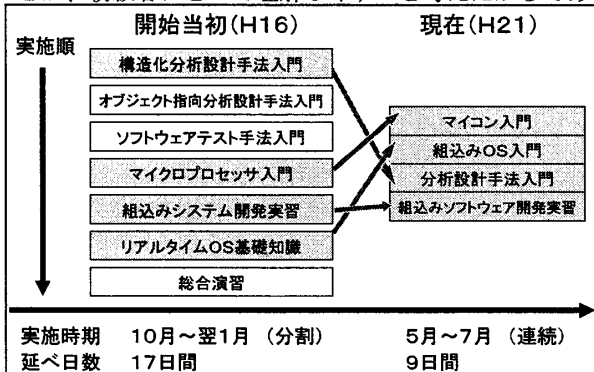 開始当初(H16)
現在(H21)
実施順
構造化分析設計手法入門
オブジェクト指向分析設計手法入門
ソフトウェアテスト手法入門
マイクロプロセッサ入門
組込みシステム開発実習
リアルタイムOS基礎知識
総合演習
マイコン入門
組込みOS入門
分析設計手法入門
組込みソフトウェア開発実習
実施時期 10月~翌1月 (分割) 5月~7月 (連続)
延べ日数 17日間 9日間